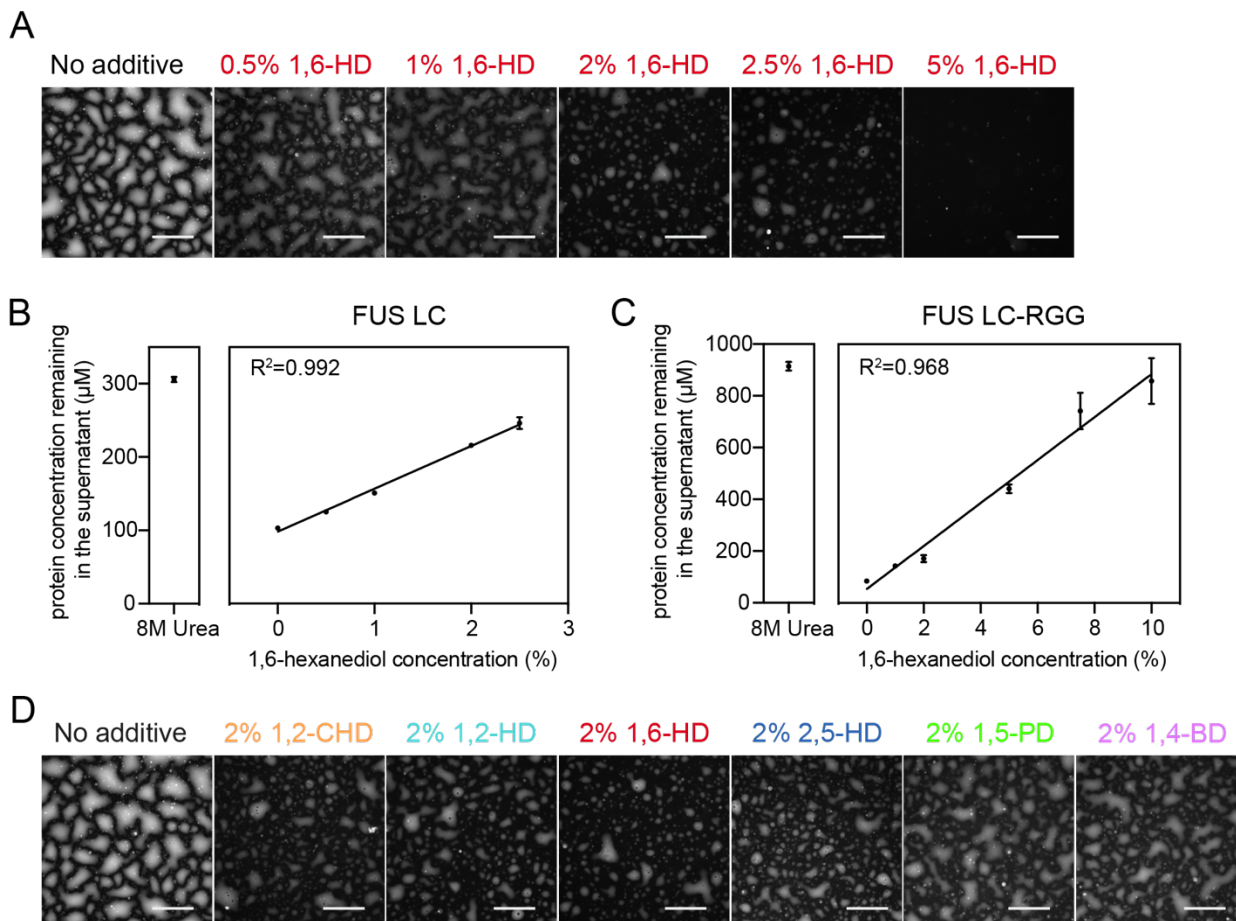 A
No additive 0.5% 1,6-HD 1% 1,6-HD 2% 1,6-HD 2.5% 1,6-HD 5% 1,6-HD
B
FUS LC
protein concentration remaining
in the supernatant (µM)
300
200
100
0
8M Urea
R²=0.992
0 1 2 3
1,6-hexanediol concentration (%)
C
FUS LC-RGG
protein concentration remaining
in the supernatant (µM)
1000
800
600
400
200
0
8M Urea
R²=0.968
0 2 4 6 8 10
1,6-hexanediol concentration (%)
D
No additive 2% 1,2-CHD 2% 1,2-HD 2% 1,6-HD 2% 2,5-HD 2% 1,5-PD 2% 1,4-BD